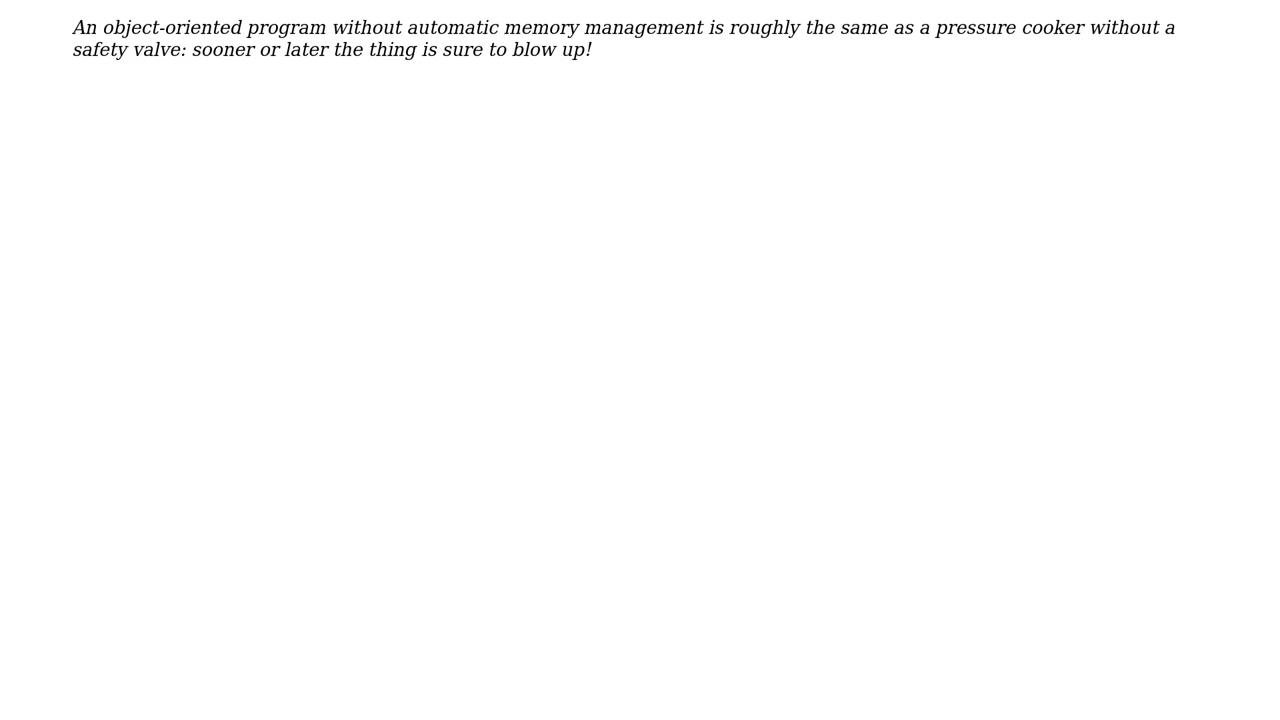 An object-oriented program without automatic memory management is roughly the same as a pressure cooker without a
safety valve: sooner or later the thing is sure to blow up!